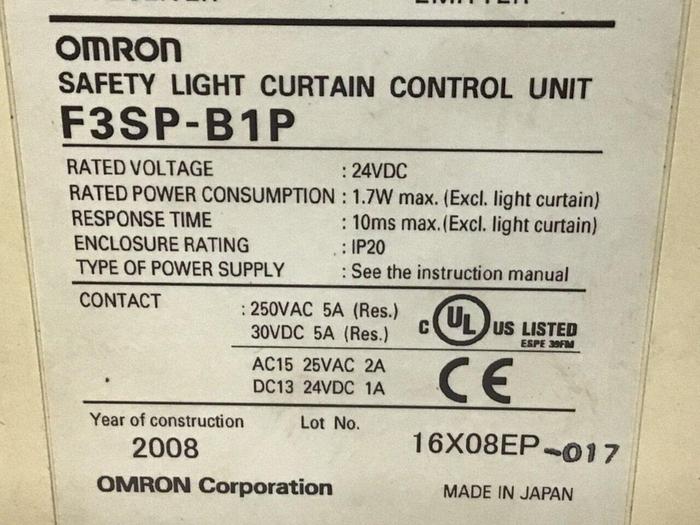 OMRON
SAFETY LIGHT CURTAIN CONTROL UNIT
F3SP-B1P
RATED VOLTAGE : 24VDC
RATED POWER CONSUMPTION : 1.7W max. (Excl. light curtain)
RESPONSE TIME : 10ms max. (Excl. light curtain)
ENCLOSURE RATING : IP20
TYPE OF POWER SUPPLY : See the instruction manual
CONTACT : 250VAC 5A (Res.)
30VDC 5A (Res.)
C UL US LISTED
ESPE 39FM
AC15 25VAC 2A
DC13 24VDC 1A
CE
Year of construction Lot No.
2008 16X08EP-017
OMRON Corporation MADE IN JAPAN